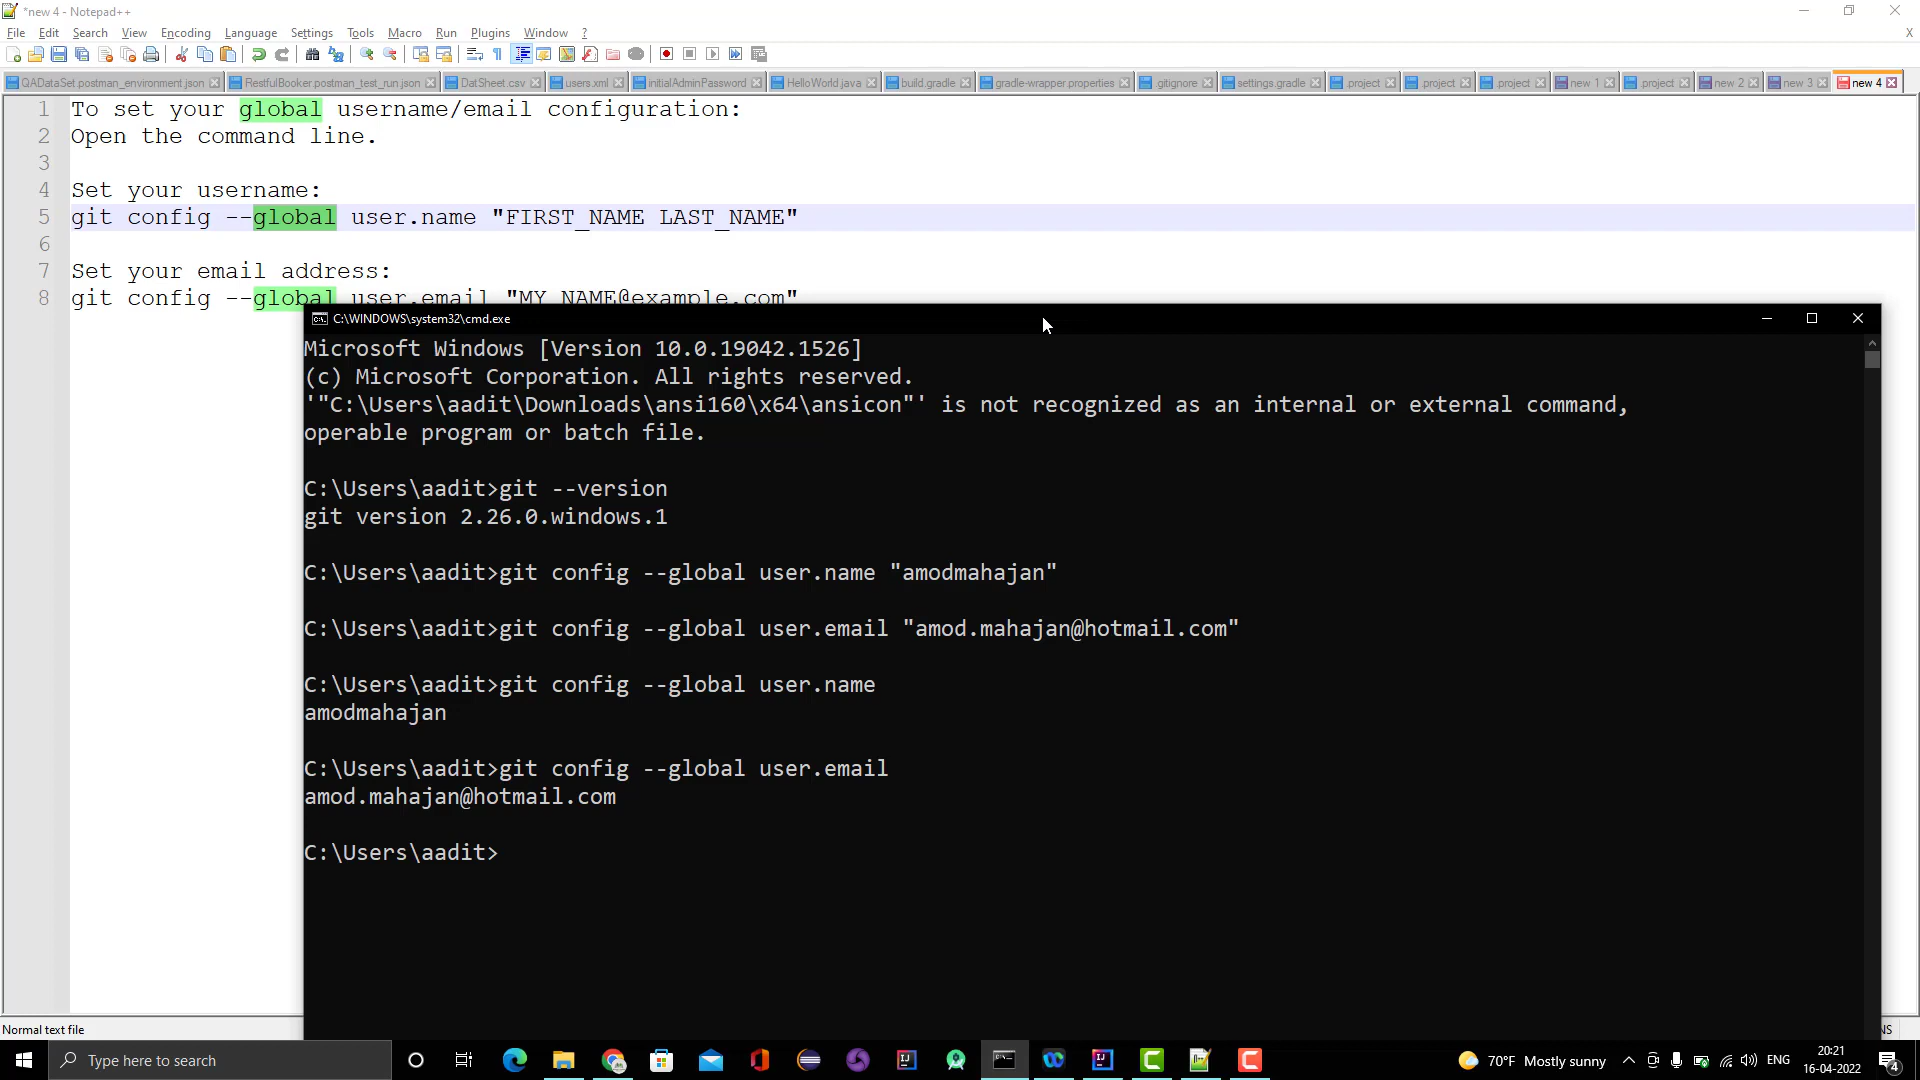 *new 4 - Notepad++
File Edit Search View Encoding Language Settings Tools Macro Run Plugins Window ? X
QADataSet.postman_environment.json RestfulBooker.postman_test_run.json DatSheet.csv users.xml initialAdminPassword HelloWorld.java build.gradle gradle-wrapper.properties .gitignore settings.gradle .project .project .project new 1 .project new 2 new 3 new 4
1 To set your global username/email configuration:
2 Open the command line.
3
4 Set your username:
5 git config --global user.name "FIRST_NAME LAST_NAME"
6
7 Set your email address:
8 git config --global user.email "MY_NAME@example.com"
C:\WINDOWS\system32\cmd.exe
Microsoft Windows [Version 10.0.19042.1526]
(c) Microsoft Corporation. All rights reserved.
'"C:\Users\aadit\Downloads\ansi160\x64\ansicon"' is not recognized as an internal or external command,
operable program or batch file.
C:\Users\aadit>git --version
git version 2.26.0.windows.1
C:\Users\aadit>git config --global user.name "amodmahajan"
C:\Users\aadit>git config --global user.email "amod.mahajan@hotmail.com"
C:\Users\aadit>git config --global user.name
amodmahajan
C:\Users\aadit>git config --global user.email
amod.mahajan@hotmail.com
C:\Users\aadit>
Normal text file NS
Type here to search 70°F Mostly sunny ENG 20:21
16-04-2022 4